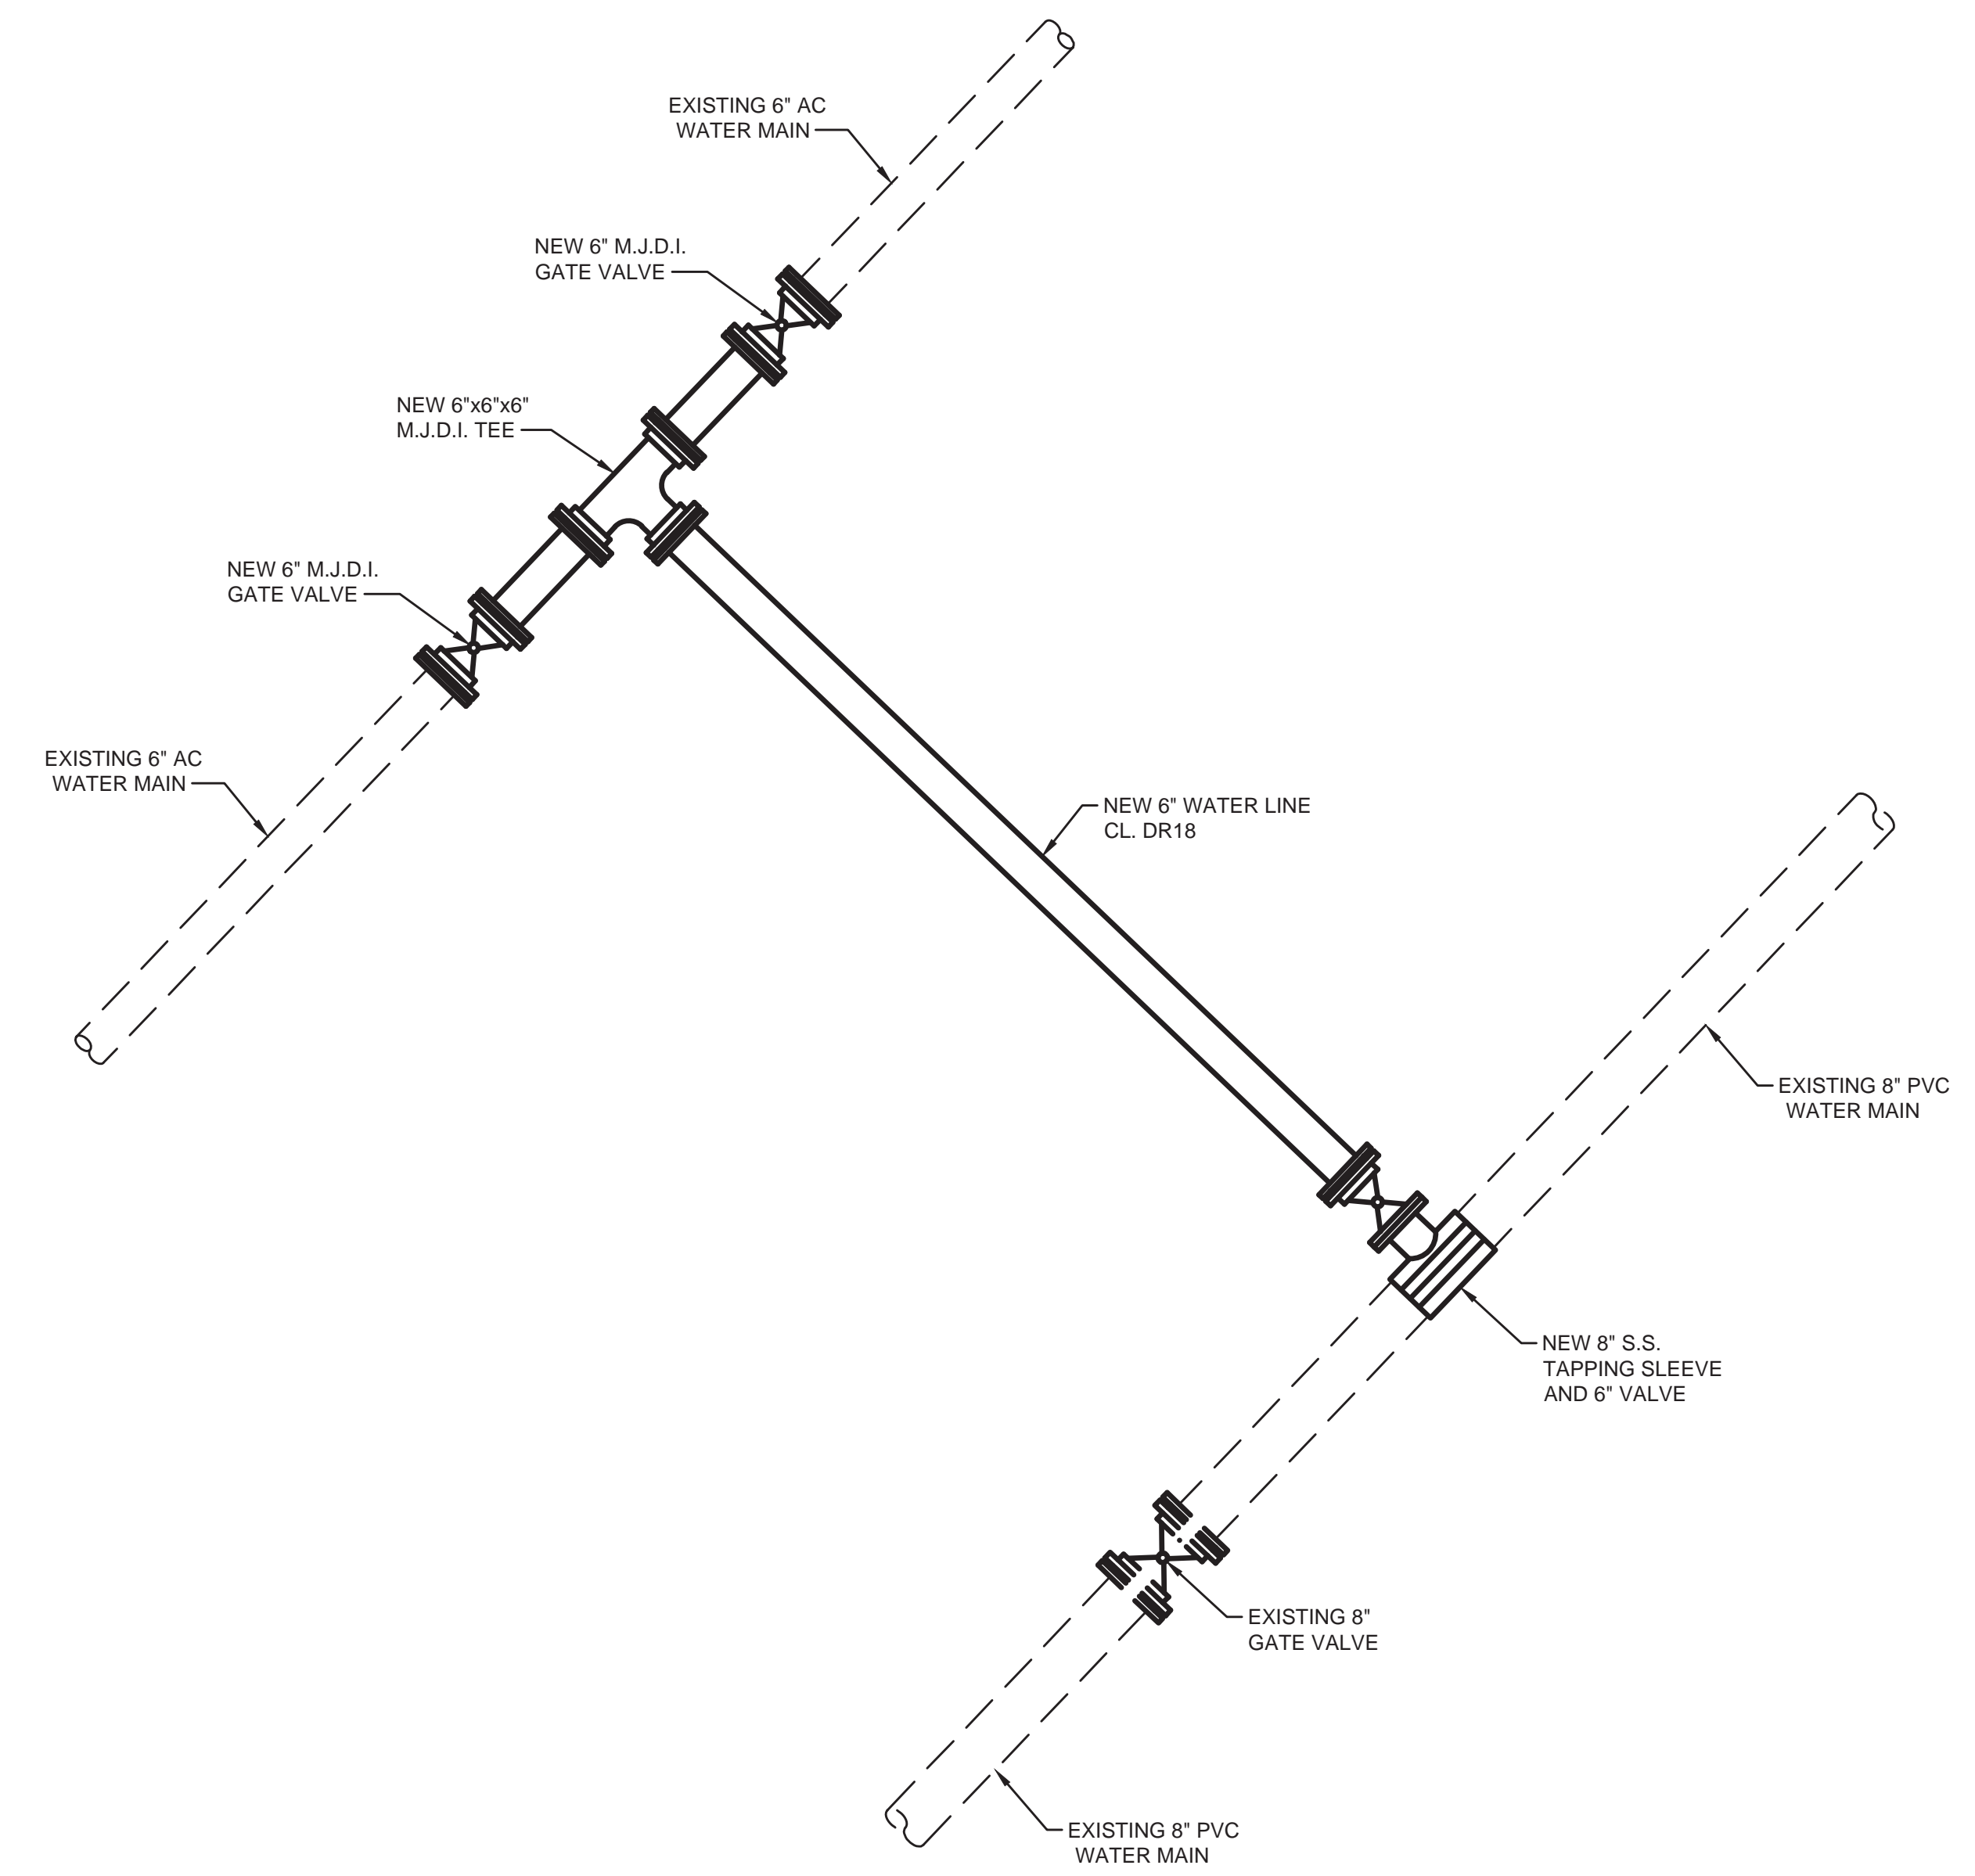 EXISTING 6" AC
WATER MAIN
NEW 6" M.J.D.I.
GATE VALVE
NEW 6"x6"x6"
M.J.D.I. TEE
NEW 6" M.J.D.I.
GATE VALVE
EXISTING 6" AC
WATER MAIN
NEW 6" WATER LINE
CL. DR18
EXISTING 8" PVC
WATER MAIN
NEW 8" S.S.
TAPPING SLEEVE
AND 6" VALVE
EXISTING 8"
GATE VALVE
EXISTING 8" PVC
WATER MAIN